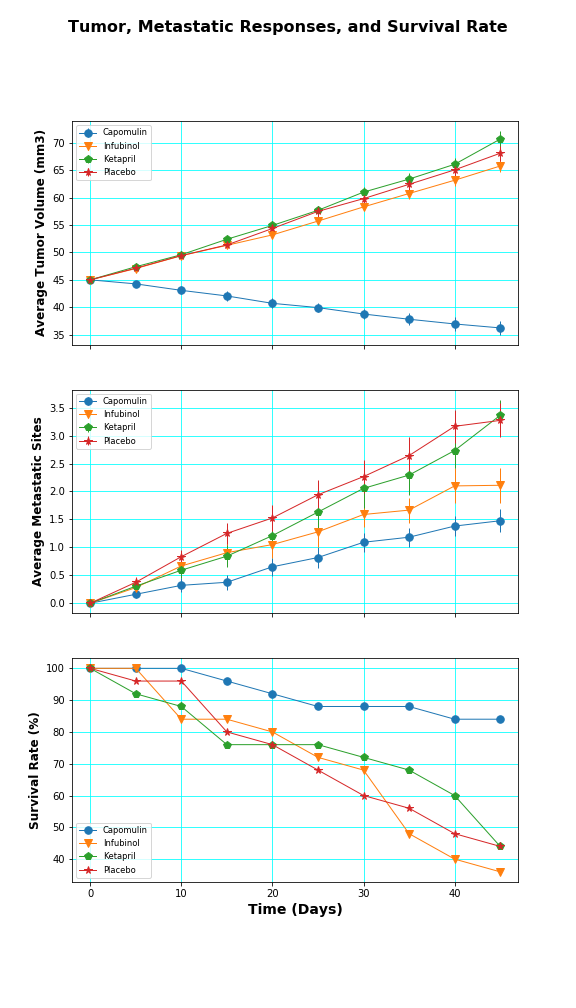 Tumor, Metastatic Responses, and Survival Rate
Average Tumor Volume (mm3)
70
65
60
55
50
45
40
35
Capomulin
Infubinol
Ketapril
Placebo
Average Metastatic Sites
3.5
3.0
2.5
2.0
1.5
1.0
0.5
0.0
Capomulin
Infubinol
Ketapril
Placebo
Survival Rate (%)
100
90
80
70
60
50
40
Capomulin
Infubinol
Ketapril
Placebo
0 10 20 30 40
Time (Days)